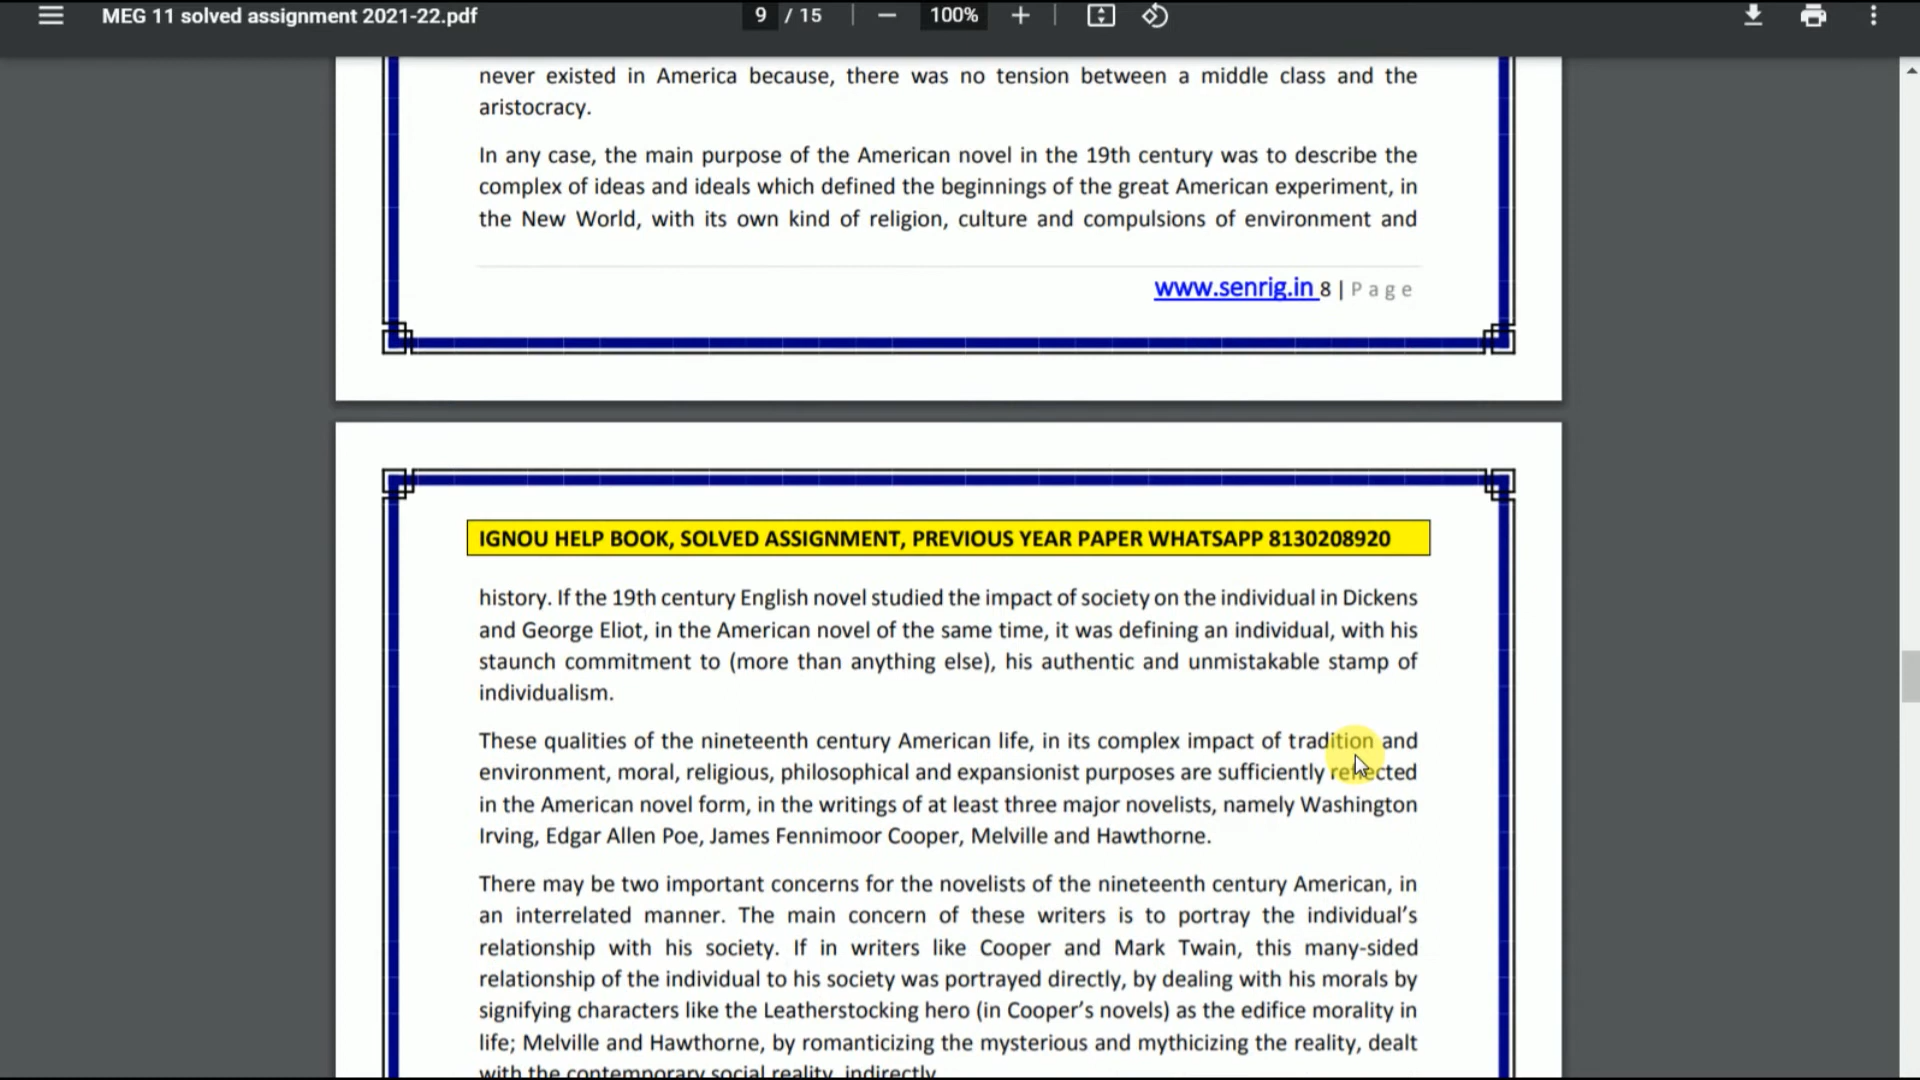 MEG 11 solved assignment 2021-22.pdf
9 / 15
100%
never existed in America because, there was no tension between a middle class and the
aristocracy.
In any case, the main purpose of the American novel in the 19th century was to describe the
complex of ideas and ideals which defined the beginnings of the great American experiment, in
the New World, with its own kind of religion, culture and compulsions of environment and
www.senrig.in 8 | Page
IGNOU HELP BOOK, SOLVED ASSIGNMENT, PREVIOUS YEAR PAPER WHATSAPP 8130208920
history. If the 19th century English novel studied the impact of society on the individual in Dickens
and George Eliot, in the American novel of the same time, it was defining an individual, with his
staunch commitment to (more than anything else), his authentic and unmistakable stamp of
individualism.
These qualities of the nineteenth century American life, in its complex impact of tradition and
environment, moral, religious, philosophical and expansionist purposes are sufficiently reflected
in the American novel form, in the writings of at least three major novelists, namely Washington
Irving, Edgar Allen Poe, James Fennimoor Cooper, Melville and Hawthorne.
There may be two important concerns for the novelists of the nineteenth century American, in
an interrelated manner. The main concern of these writers is to portray the individual's
relationship with his society. If in writers like Cooper and Mark Twain, this many-sided
relationship of the individual to his society was portrayed directly, by dealing with his morals by
signifying characters like the Leatherstocking hero (in Cooper's novels) as the edifice morality in
life; Melville and Hawthorne, by romanticizing the mysterious and mythicizing the reality, dealt
with the contemporary social reality, indirectly.